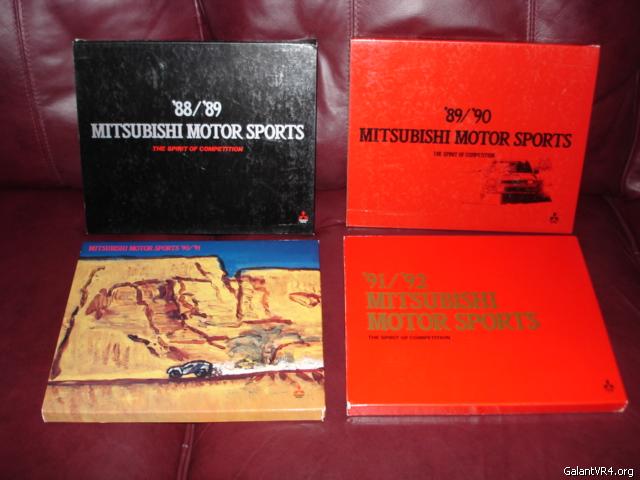 '88/'89
MITSUBISHI MOTOR SPORTS
THE SPIRIT OF COMPETITION
'89/'90
MITSUBISHI MOTOR SPORTS
THE SPIRIT OF COMPETITION
MITSUBISHI MOTOR SPORTS '90/'91
'91/'92
MITSUBISHI
MOTOR SPORTS
THE SPIRIT OF COMPETITION
GalantVR4.org